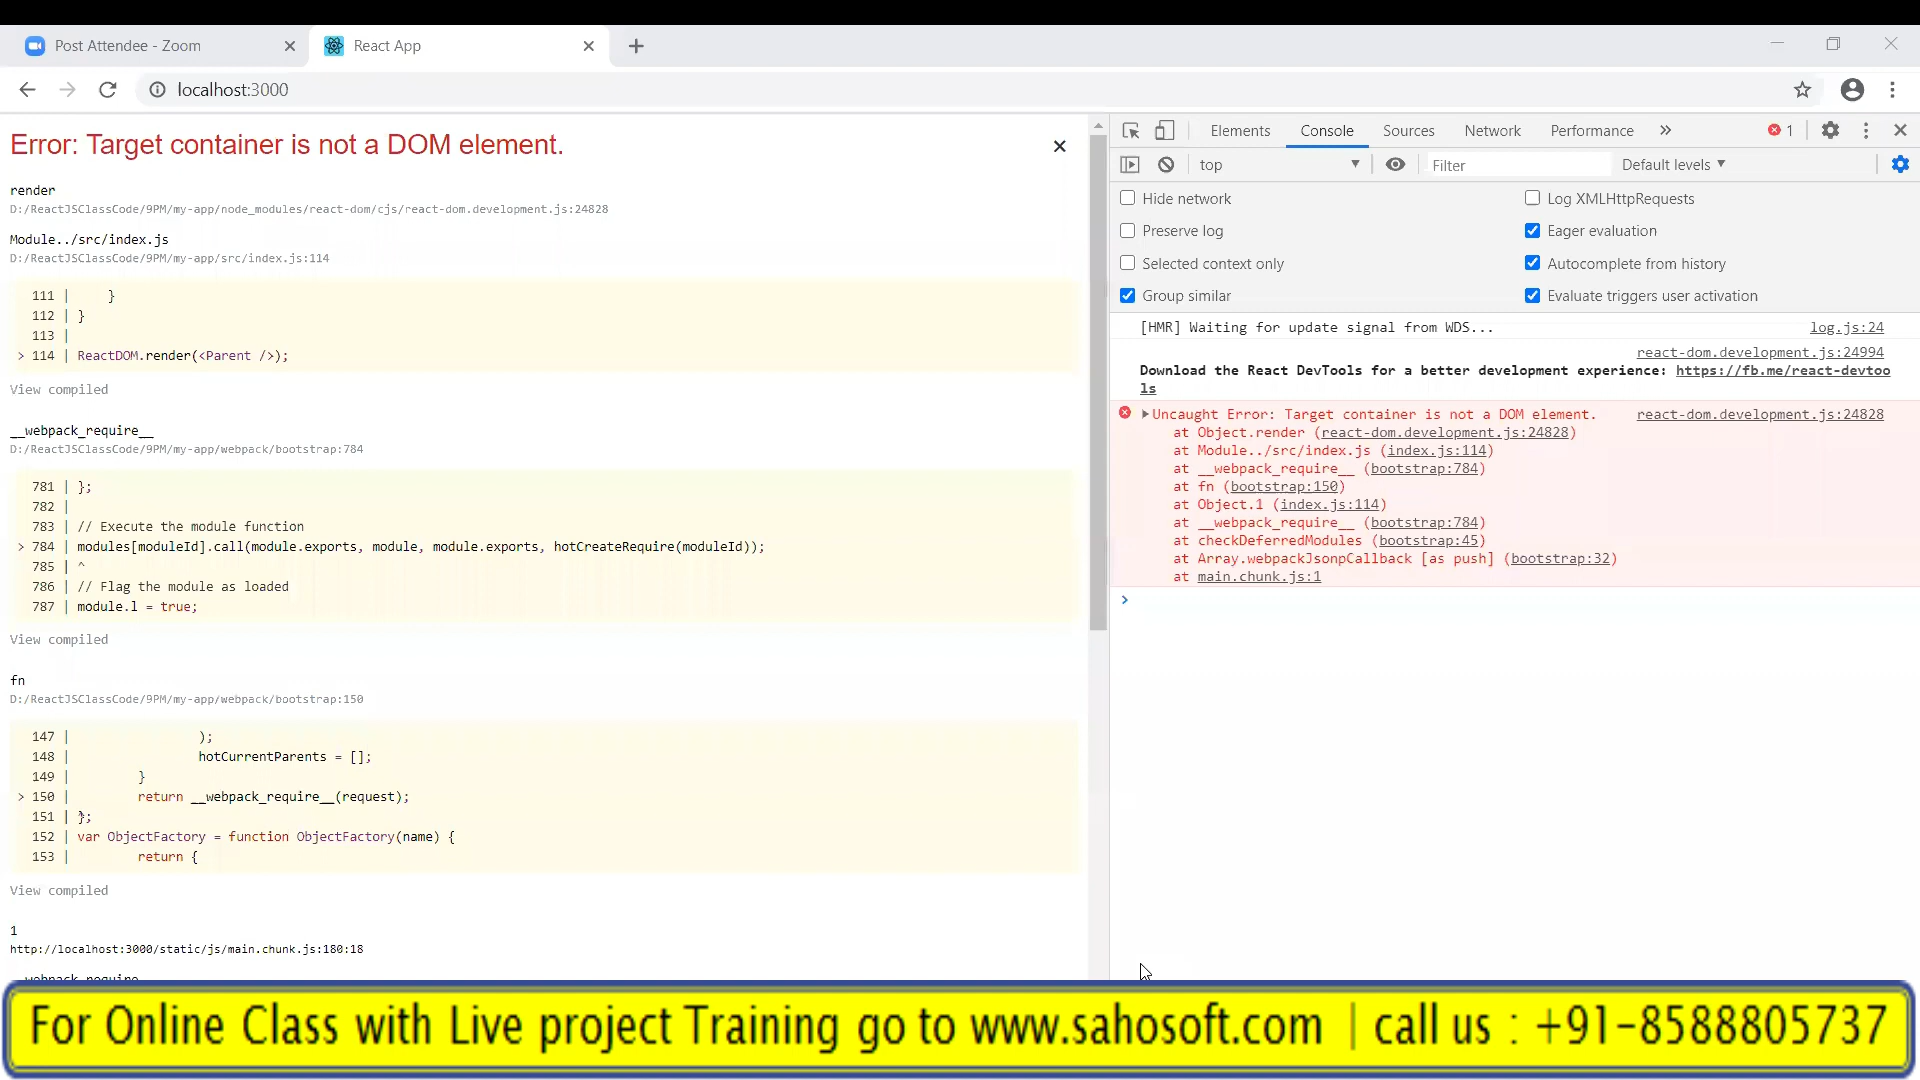 Post Attendee - Zoom
React App
localhost:3000
Error: Target container is not a DOM element.
render
D:/ReactJSClassCode/9PM/my-app/node_modules/react-dom/cjs/react-dom.development.js:24828
Module../src/index.js
D:/ReactJSClassCode/9PM/my-app/src/index.js:114
111 | }
112 | }
113 |
> 114 | ReactDOM.render(<Parent />);
View compiled
__webpack_require__
D:/ReactJSClassCode/9PM/my-app/webpack/bootstrap:784
781 | };
782 |
783 | // Execute the module function
> 784 | modules[moduleId].call(module.exports, module, module.exports, hotCreateRequire(moduleId));
785 | ^
786 | // Flag the module as loaded
787 | module.l = true;
View compiled
fn
D:/ReactJSClassCode/9PM/my-app/webpack/bootstrap:150
147 | );
148 | hotCurrentParents = [];
149 | }
> 150 | return __webpack_require__(request);
151 | };
152 | var ObjectFactory = function ObjectFactory(name) {
153 | return {
View compiled
1
http://localhost:3000/static/js/main.chunk.js:180:18
__webpack_require__
Elements Console Sources Network Performance » 1
top Filter Default levels
Hide network Log XMLHttpRequests
Preserve log Eager evaluation
Selected context only Autocomplete from history
Group similar Evaluate triggers user activation
[HMR] Waiting for update signal from WDS... log.js:24
react-dom.development.js:24994
Download the React DevTools for a better development experience: https://fb.me/react-devtoo
ls
Uncaught Error: Target container is not a DOM element. react-dom.development.js:24828
at Object.render (react-dom.development.js:24828)
at Module../src/index.js (index.js:114)
at __webpack_require__ (bootstrap:784)
at fn (bootstrap:150)
at Object.1 (index.js:114)
at __webpack_require__ (bootstrap:784)
at checkDeferredModules (bootstrap:45)
at Array.webpackJsonpCallback [as push] (bootstrap:32)
at main.chunk.js:1
For Online Class with Live project Training go to www.sahosoft.com | call us : +91-8588805737